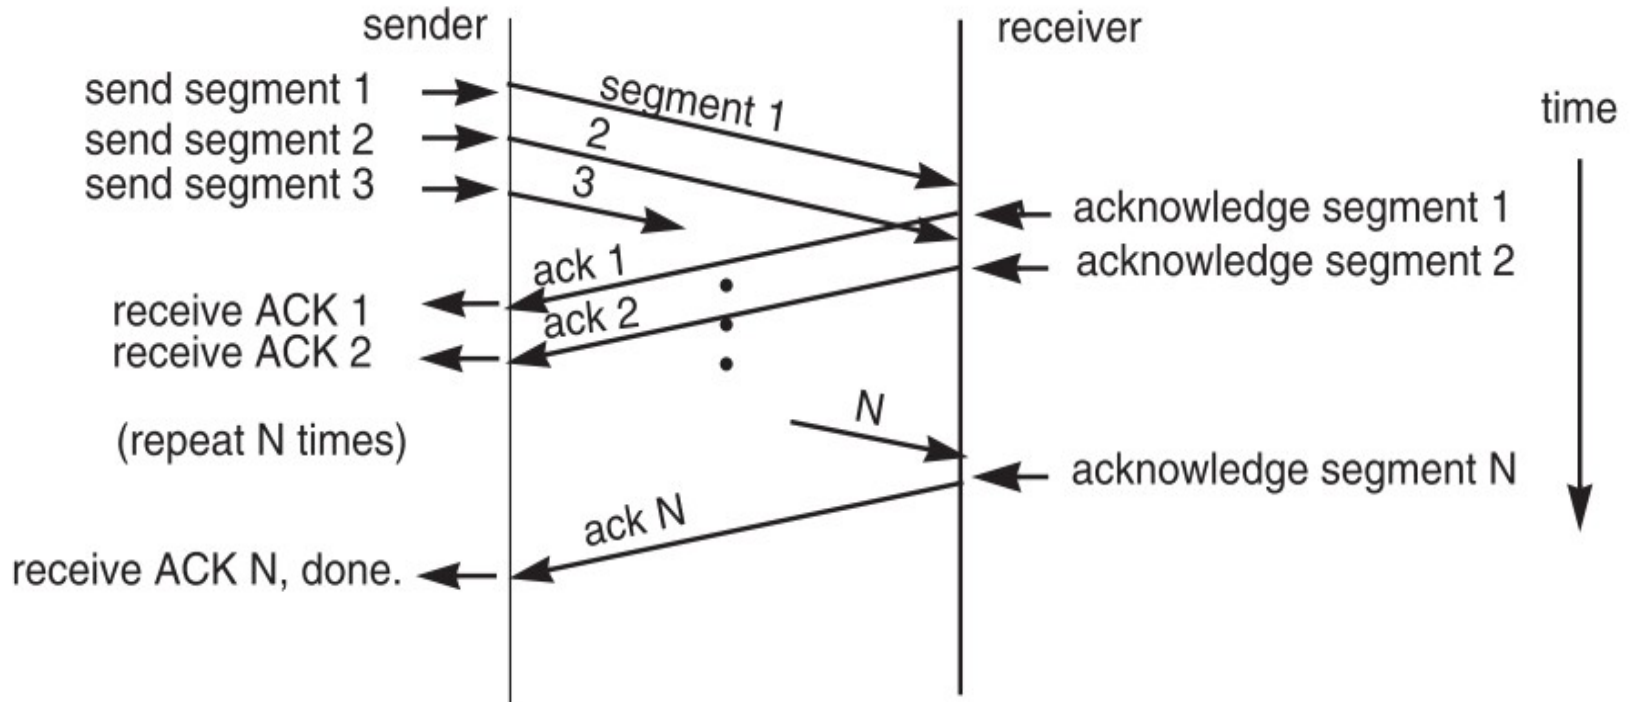 sender
receiver
send segment 1
segment 1
time
send segment 2
2
send segment 3
3
acknowledge segment 1
ack 1
acknowledge segment 2
receive ACK 1
ack 2
receive ACK 2
N
(repeat N times)
acknowledge segment N
ack N
receive ACK N, done.